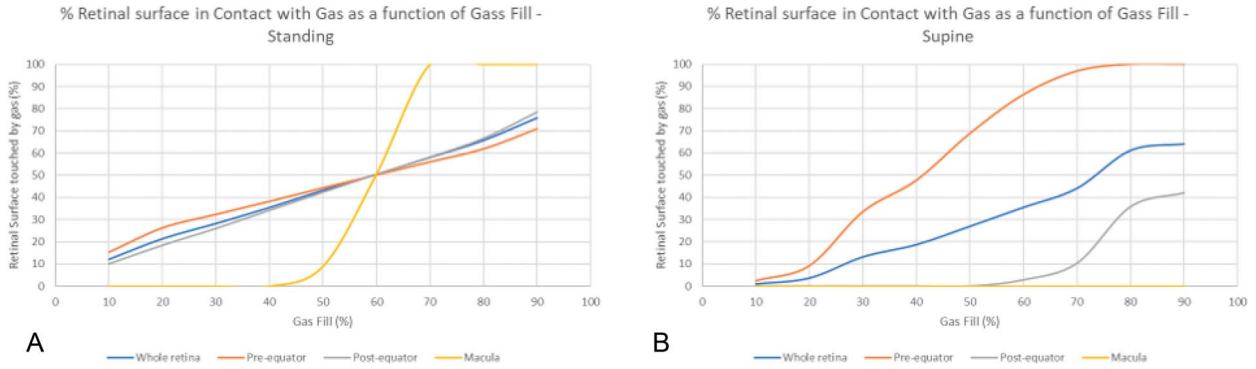 % Retinal surface in Contact with Gas as a function of Gass Fill -
Standing
Retinal Surface touched by gas (%)
100
90
80
70
60
50
40
30
20
10
0
0 10 20 30 40 50 60 70 80 90 100
Gas Fill (%)
A
Whole retina Pre-equator Post-equator Macula
% Retinal surface in Contact with Gas as a function of Gass Fill -
Supine
Retinal Surface touched by gas (%)
100
90
80
70
60
50
40
30
20
10
0
0 10 20 30 40 50 60 70 80 90 100
Gas Fill (%)
B
Whole retina Pre-equator Post-equator Macula